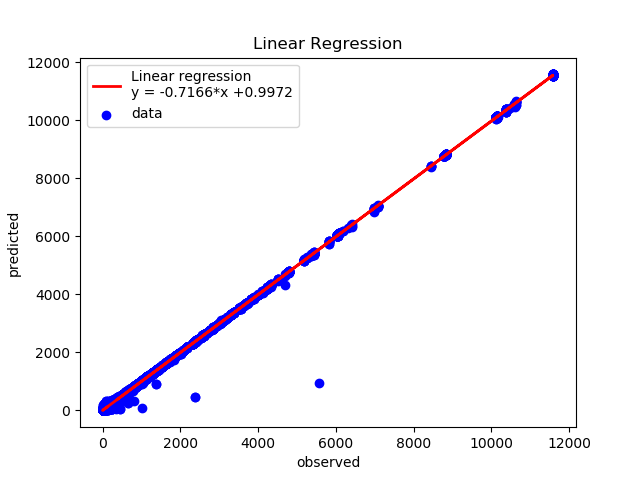 Linear Regression
Linear regression
y = -0.7166*x +0.9972
data
12000
10000
8000
6000
4000
2000
0
predicted
0 2000 4000 6000 8000 10000 12000
observed